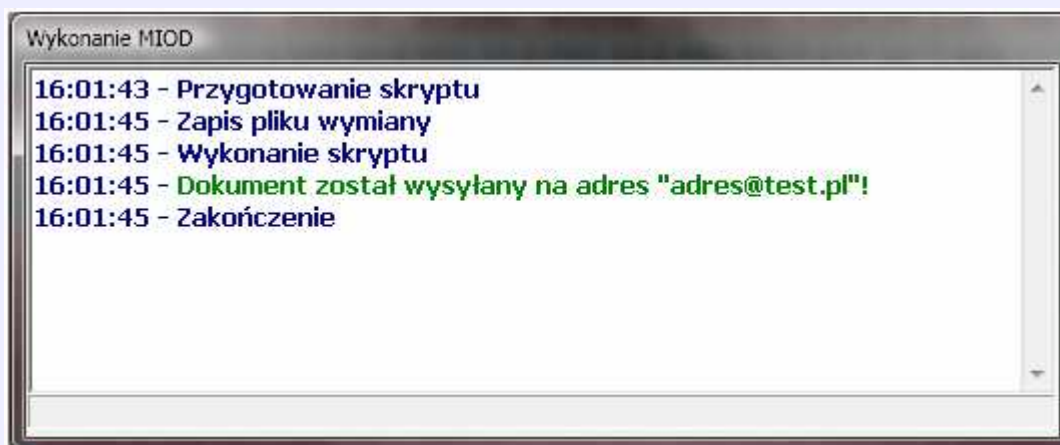 Wykonanie MIOD
16:01:43 - Przygotowanie skryptu
16:01:45 - Zapis pliku wymiany
16:01:45 - Wykonanie skryptu
16:01:45 - Dokument został wysyłany na adres "adres@test.pl"!
16:01:45 - Zakończenie